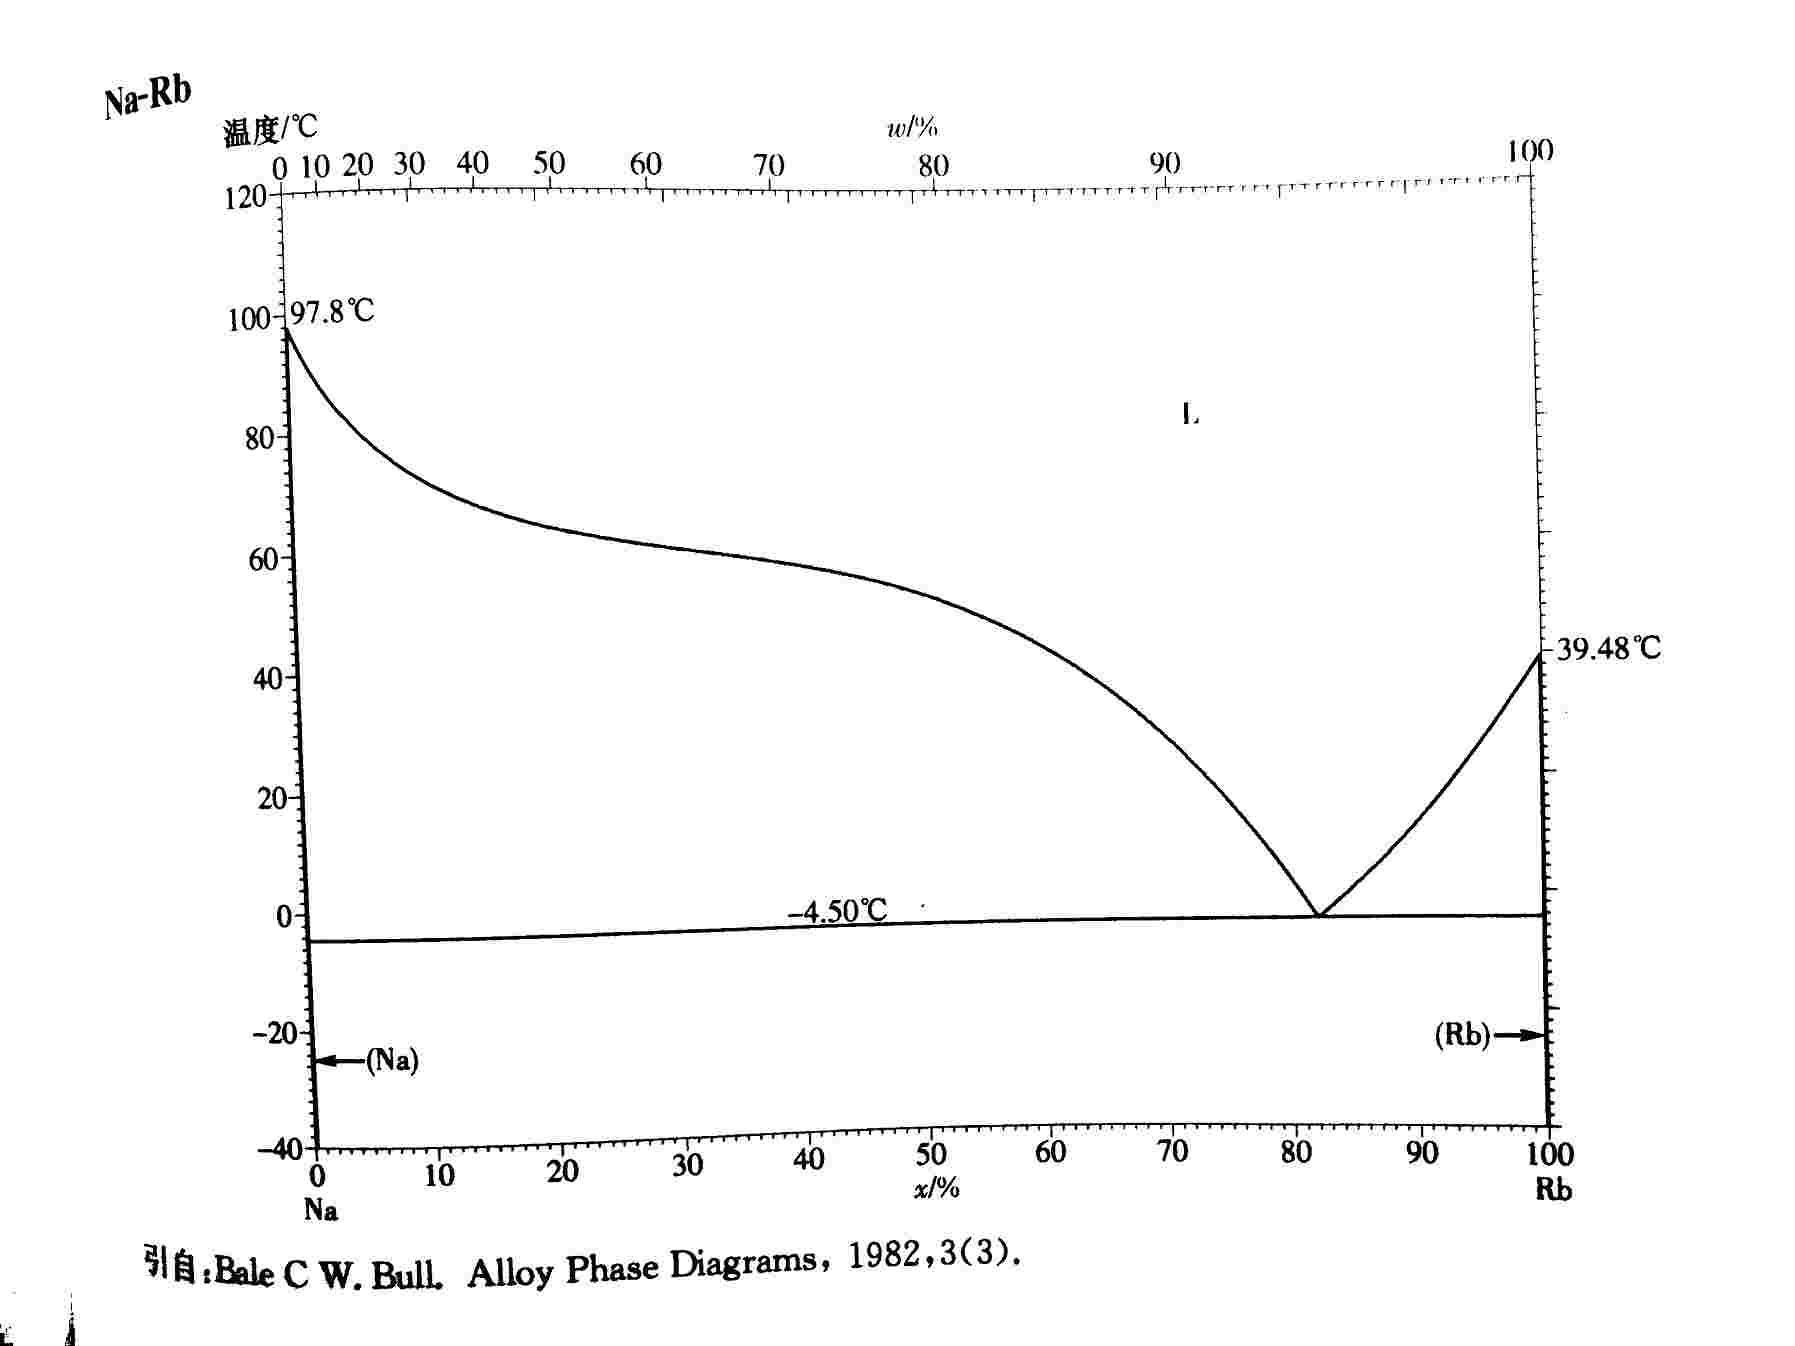 Na-Rb
温度/℃
w/%
0 10 20 30 40 50 60 70 80 90 100
120
97.8℃
100
L
80
60
39.48℃
40
20
-4.50℃
0
-20
(Rb)
(Na)
-40
0 10 20 30 40 50 60 70 80 90 100
x/%
Na
Rb
引自:Bale C W. Bull. Alloy Phase Diagrams, 1982,3(3).